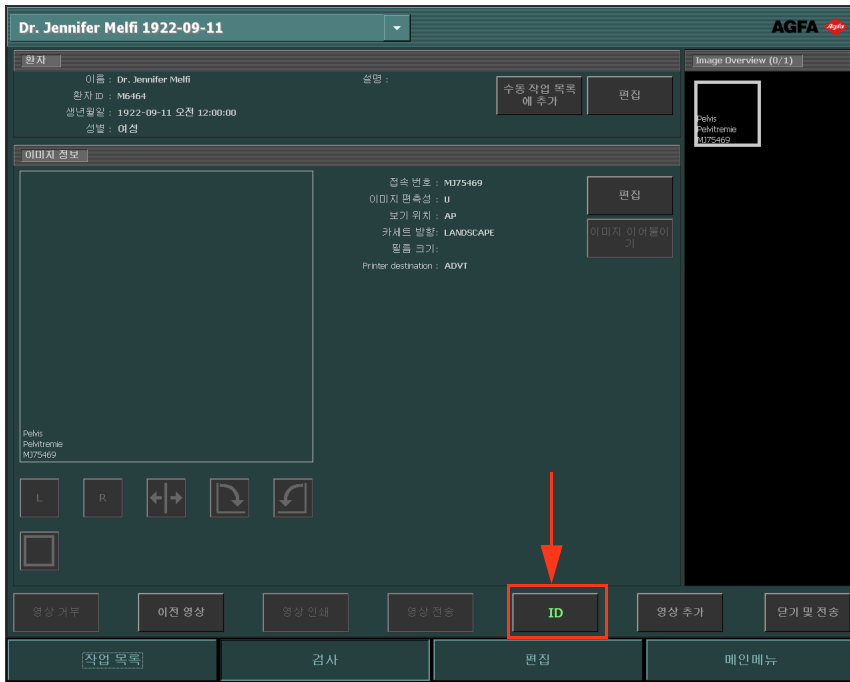 Dr. Jennifer Melfi 1922-09-11
AGFA
Agfa
환자
이름 : Dr. Jennifer Melfi
환자 ID : M6464
생년월일 : 1922-09-11 오전 12:00:00
성별 : 여성
설명 :
수동 작업 목록
에 추가
편집
Image Overview (0/1)
Pelvis
Pelvitremie
MJ75469
이미지 정보
접속 번호 : MJ75469
이미지 편측성 : U
보기 위치 : AP
카세트 방향: LANDSCAPE
필름 크기:
Printer destination : ADVT
편집
이미지 이어붙이
기
Pelvis
Pelvitremie
MJ75469
L
R
영상 거부
이전 영상
영상 인쇄
영상 전송
ID
영상 추가
닫기 및 전송
작업 목록
검사
편집
메인메뉴